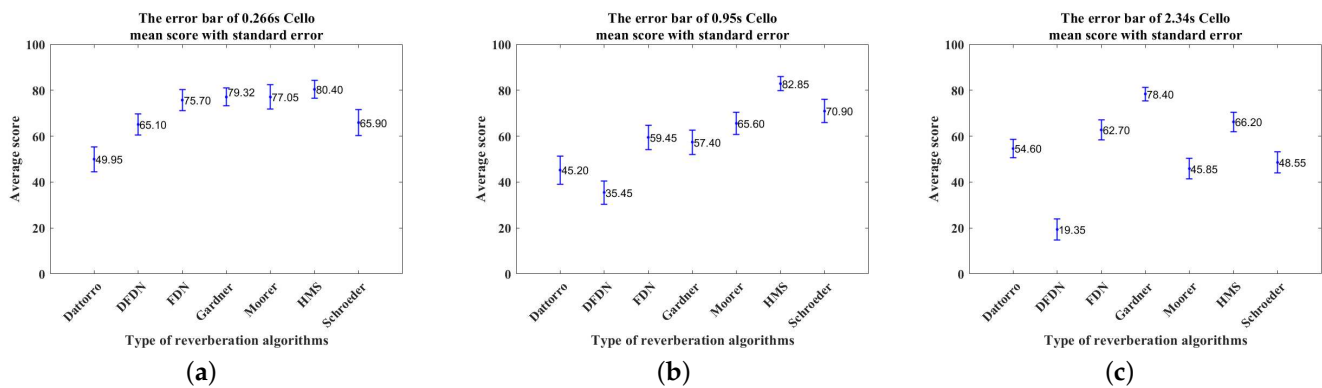 The error bar of 0.266s Cello
mean score with standard error
100
80
60
40
20
0
Average score
49.95
65.10
75.70
79.32
77.05
80.40
65.90
Dattorro
DFDN
FDN
Gardner
Moorer
HMS
Schroeder
Type of reverberation algorithms
(a)
The error bar of 0.95s Cello
mean score with standard error
100
80
60
40
20
0
Average score
45.20
35.45
59.45
57.40
65.60
82.85
70.90
Dattorro
DFDN
FDN
Gardner
Moorer
HMS
Schroeder
Type of reverberation algorithms
(b)
The error bar of 2.34s Cello
mean score with standard error
100
80
60
40
20
0
Average score
54.60
19.35
62.70
78.40
45.85
66.20
48.55
Dattorro
DFDN
FDN
Gardner
Moorer
HMS
Schroeder
Type of reverberation algorithms
(c)